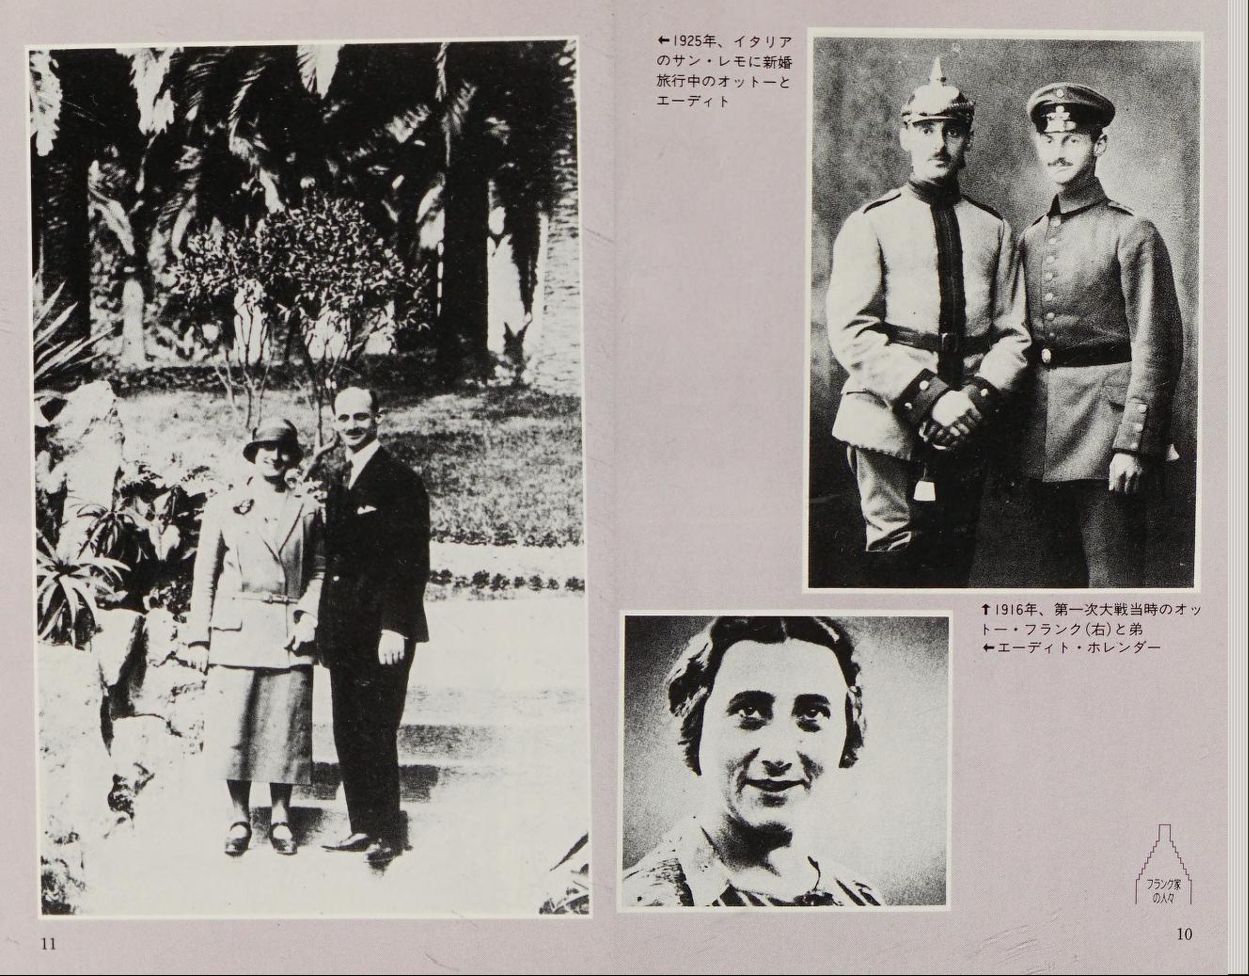 ←1925年、イタリア
のサン・レモに新婚
旅行中のオットーと
エーディト
↑1916年、第一次大戦当時のオッ
トー・フランク(右)と弟
←エーディト・ホレンダー
フランク家
の人々
10
11